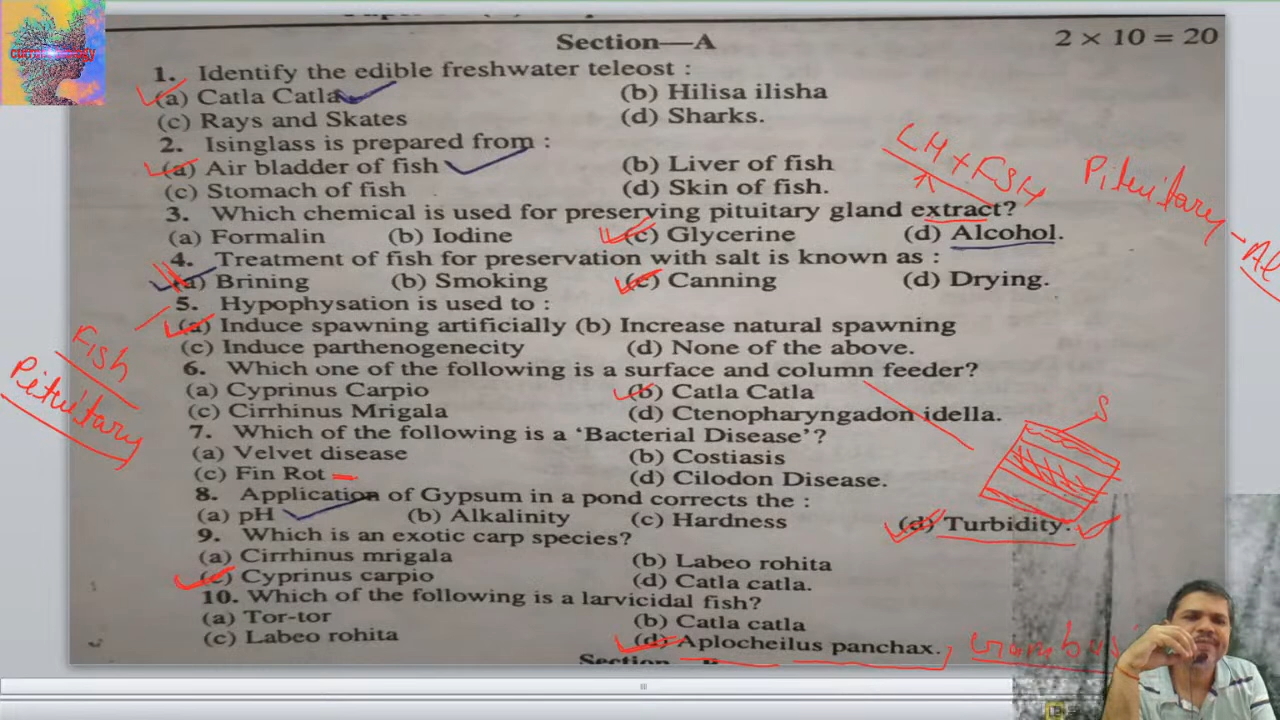 Section—A
2 × 10 = 20
1. Identify the edible freshwater teleost :
(a) Catla Catla (b) Hilisa ilisha
(c) Rays and Skates (d) Sharks.
2. Isinglass is prepared from :
(a) Air bladder of fish (b) Liver of fish
(c) Stomach of fish (d) Skin of fish.
LH + FSH
Pituitary - Al
3. Which chemical is used for preserving pituitary gland extract?
(a) Formalin (b) Iodine (c) Glycerine (d) Alcohol.
4. Treatment of fish for preservation with salt is known as :
(a) Brining (b) Smoking (c) Canning (d) Drying.
5. Hypophysation is used to :
(a) Induce spawning artificially (b) Increase natural spawning
(c) Induce parthenogenecity (d) None of the above.
Fish
Pituitary
6. Which one of the following is a surface and column feeder?
(a) Cyprinus Carpio (b) Catla Catla
(c) Cirrhinus Mrigala (d) Ctenopharyngadon idella.
S
7. Which of the following is a ‘Bacterial Disease’?
(a) Velvet disease (b) Costiasis
(c) Fin Rot (d) Cilodon Disease.
8. Application of Gypsum in a pond corrects the :
(a) pH (b) Alkalinity (c) Hardness (d) Turbidity.
9. Which is an exotic carp species?
(a) Cirrhinus mrigala (b) Labeo rohita
(c) Cyprinus carpio (d) Catla catla.
10. Which of the following is a larvicidal fish?
(a) Tor-tor (b) Catla catla
(c) Labeo rohita (d) Aplocheilus panchax.
Section